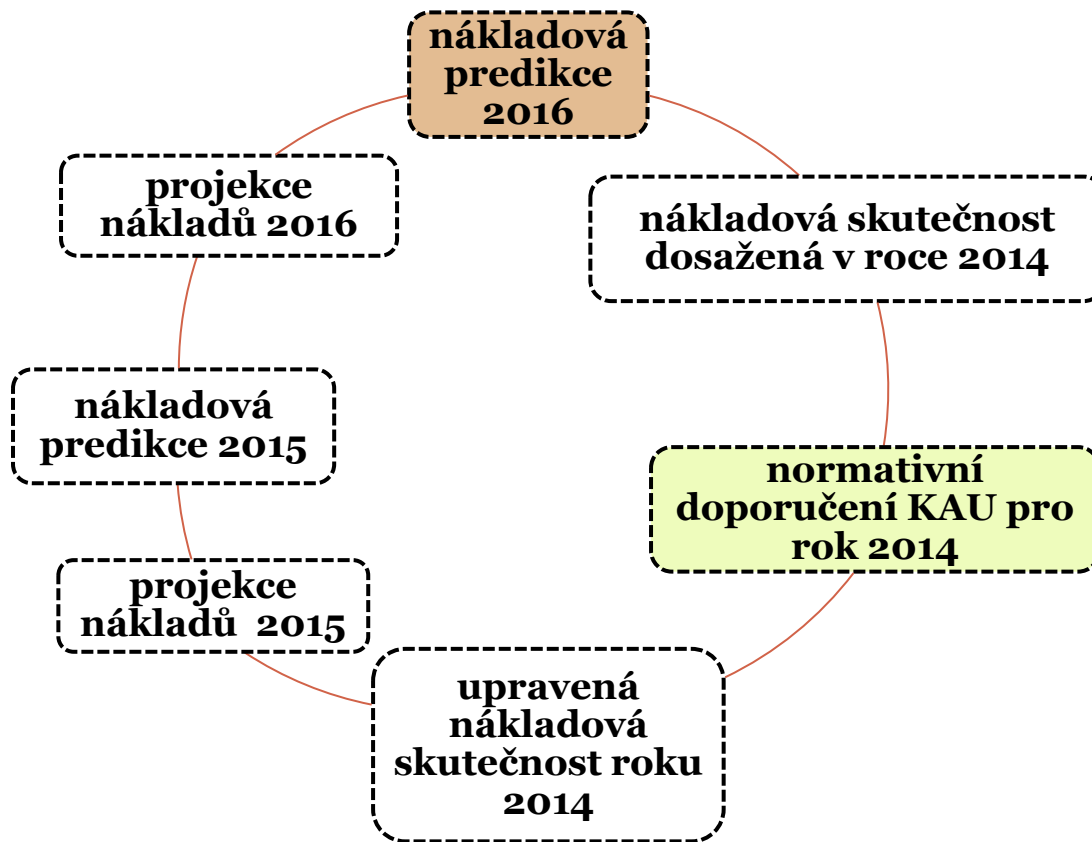 nákladová
predikce
2016
nákladová skutečnost
dosažená v roce 2014
normativní
doporučení KAU pro
rok 2014
upravená
nákladová
skutečnost roku
2014
projekce
nákladů  2015
nákladová
predikce 2015
projekce
nákladů 2016